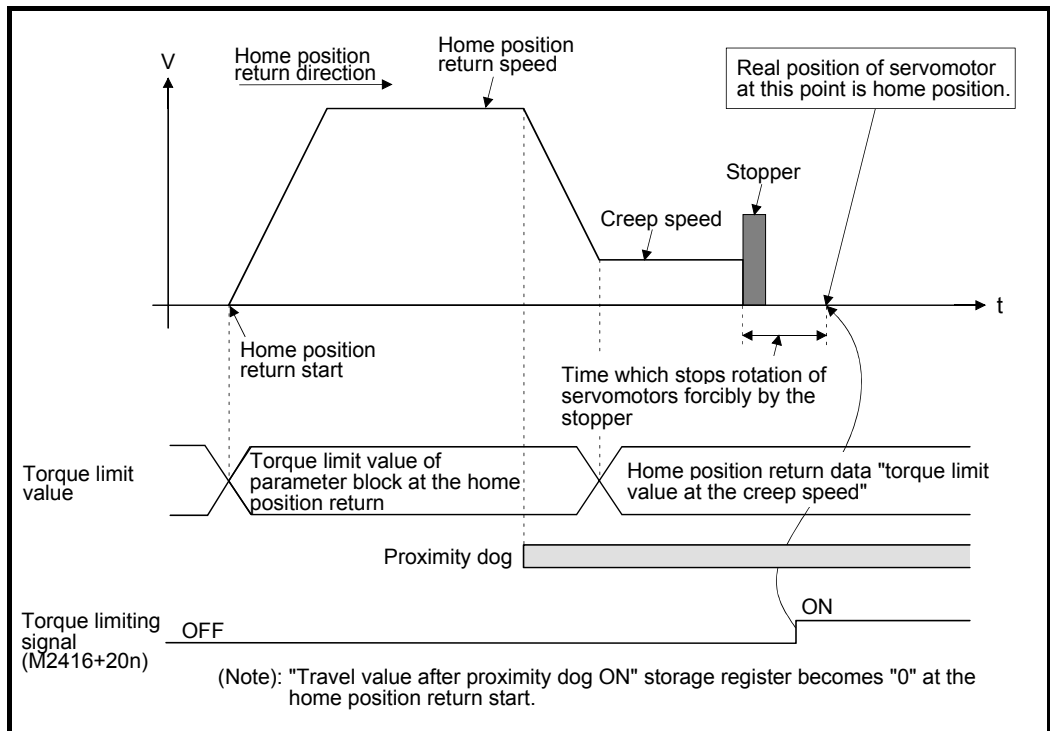 V
Home position
return direction
Home position
return speed
Real position of servomotor
at this point is home position.
Stopper
Creep speed
t
Home position
return start
Time which stops rotation of
servomotors forcibly by the
stopper
Torque limit
value
Torque limit value of
parameter block at the home
position return
Home position return data "torque limit
value at the creep speed"
Proximity dog
Torque limiting
signal
(M2416+20n)
OFF
ON
(Note): "Travel value after proximity dog ON" storage register becomes "0" at the
home position return start.